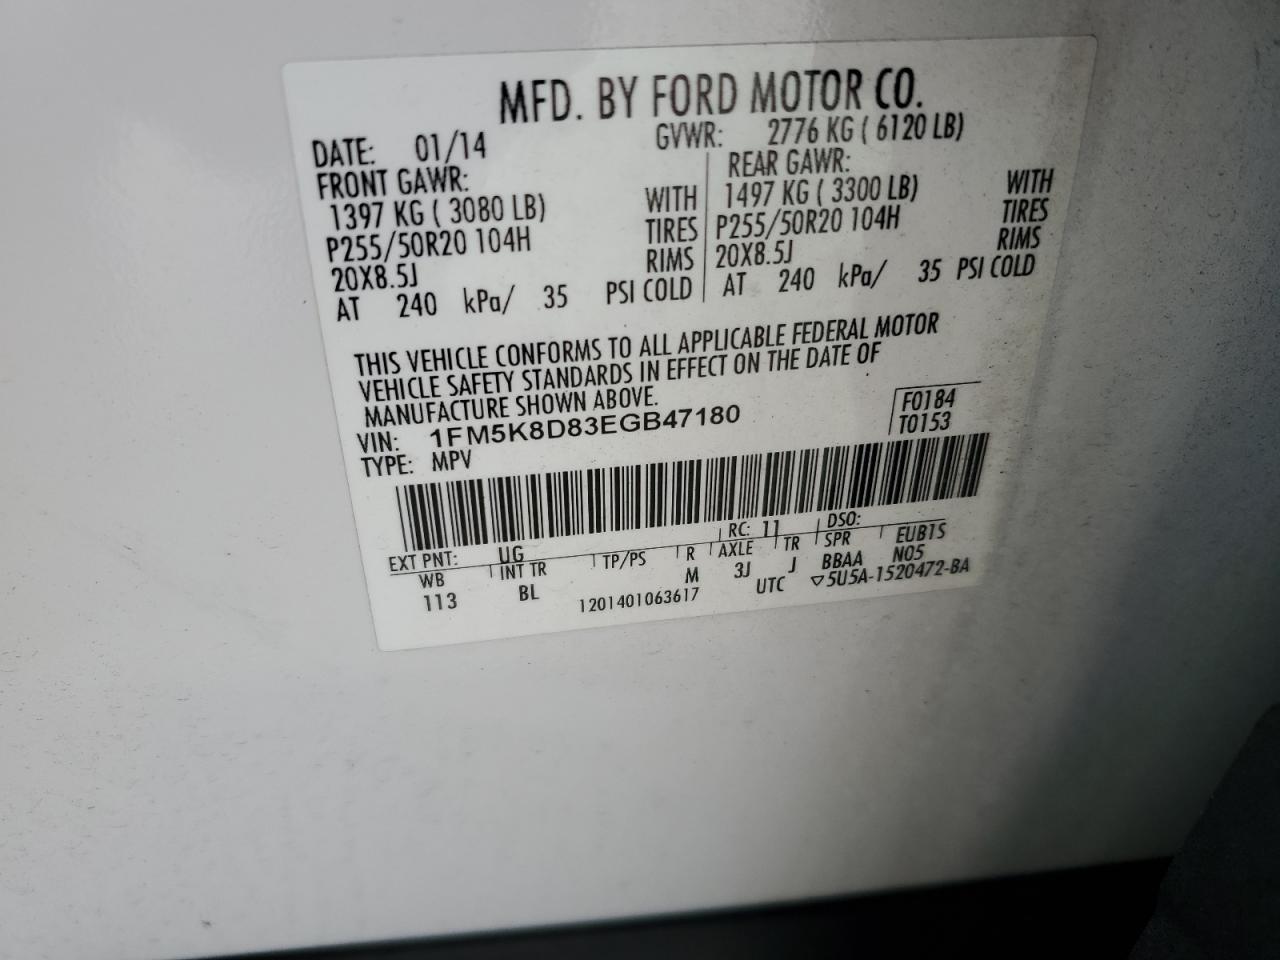 MFD. BY FORD MOTOR CO.
DATE: 01/14 GVWR: 2776 KG ( 6120 LB)
FRONT GAWR: REAR GAWR:
1397 KG ( 3080 LB) WITH 1497 KG ( 3300 LB) WITH
P255/50R20 104H TIRES P255/50R20 104H TIRES
20X8.5J RIMS 20X8.5J RIMS
AT 240 kPa/ 35 PSI COLD AT 240 kPa/ 35 PSI COLD
THIS VEHICLE CONFORMS TO ALL APPLICABLE FEDERAL MOTOR
VEHICLE SAFETY STANDARDS IN EFFECT ON THE DATE OF
MANUFACTURE SHOWN ABOVE.
VIN: 1FM5K8D83EGB47180 F0184
TYPE: MPV T0153
EXT PNT: UG RC: 11 DSO:
WB INT TR TP/PS R AXLE TR SPR EUB1S
113 BL M 3J J BBAA N05
1201401063617 UTC ▽5U5A-1520472-BA